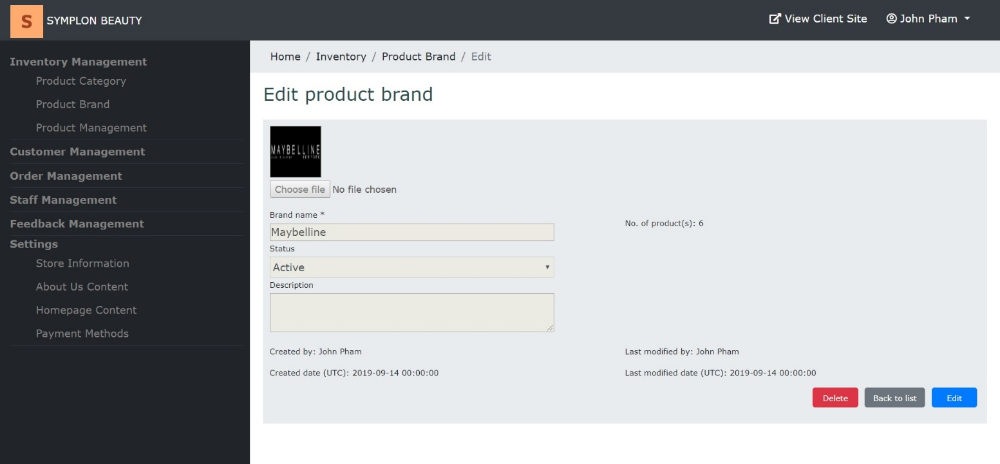 S SYMPLON BEAUTY
View Client Site John Pham
Inventory Management
Product Category
Product Brand
Product Management
Customer Management
Order Management
Staff Management
Feedback Management
Settings
Store Information
About Us Content
Homepage Content
Payment Methods
Home / Inventory / Product Brand / Edit
Edit product brand
MAYBELLINE
NEW YORK
Choose file No file chosen
Brand name *
Maybelline
No. of product(s): 6
Status
Active
Description
Created by: John Pham
Last modified by: John Pham
Created date (UTC): 2019-09-14 00:00:00
Last modified date (UTC): 2019-09-14 00:00:00
Delete Back to list Edit